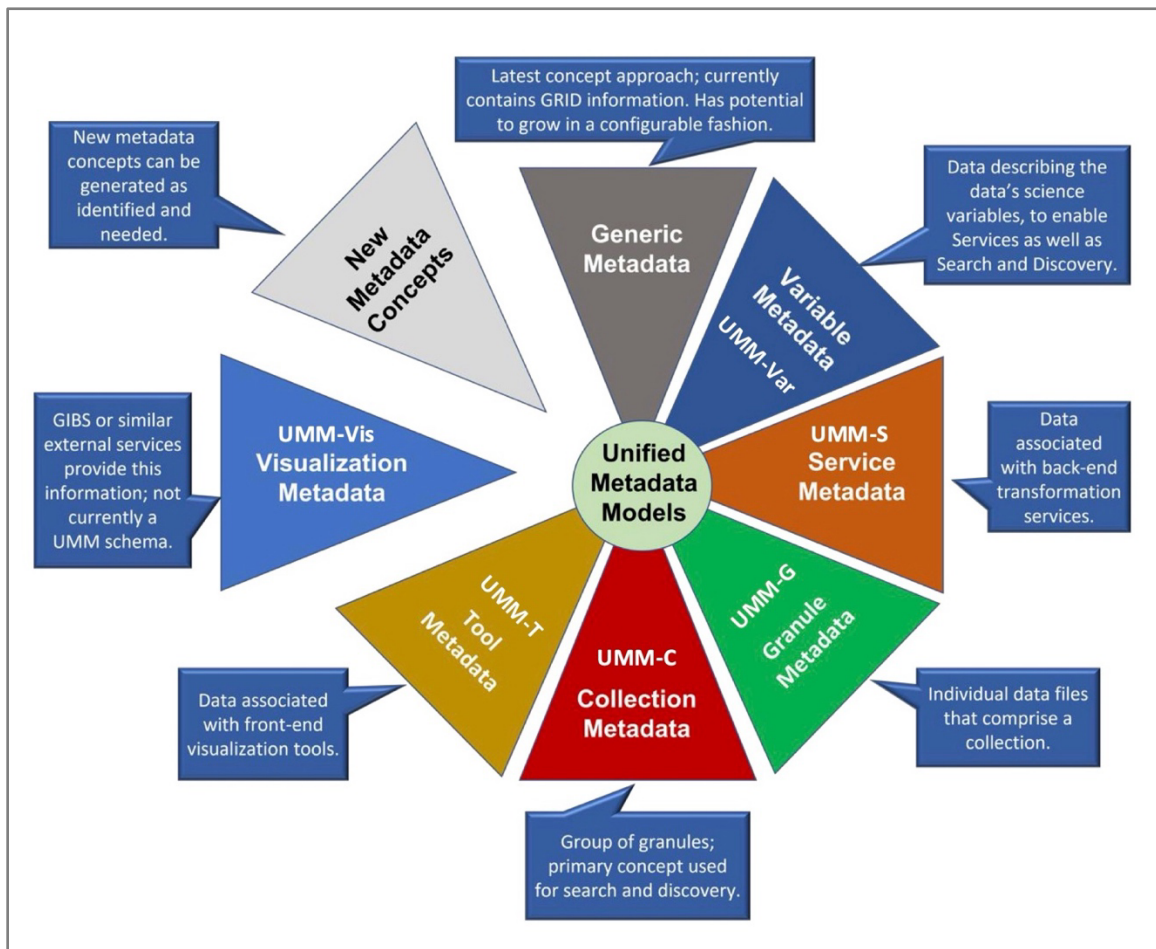 Latest concept approach; currently
contains GRID information. Has potential
to grow in a configurable fashion.
New metadata
concepts can be
generated as
identified and
needed.
Data describing the
data's science
variables, to enable
Services as well as
Search and Discovery.
New
Metadata
Concepts
Generic
Metadata
Variable
Metadata
UMM-Var
GIBS or similar
external services
provide this
information; not
currently a
UMM schema.
UMM-Vis
Visualization
Metadata
Unified
Metadata
Models
UMM-S
Service
Metadata
Data
associated
with back-end
transformation
services.
UMM-T
Tool
Metadata
UMM-C
Collection
Metadata
UMM-G
Granule
Metadata
Data associated
with front-end
visualization tools.
Individual data files
that comprise a
collection.
Group of granules;
primary concept used
for search and discovery.